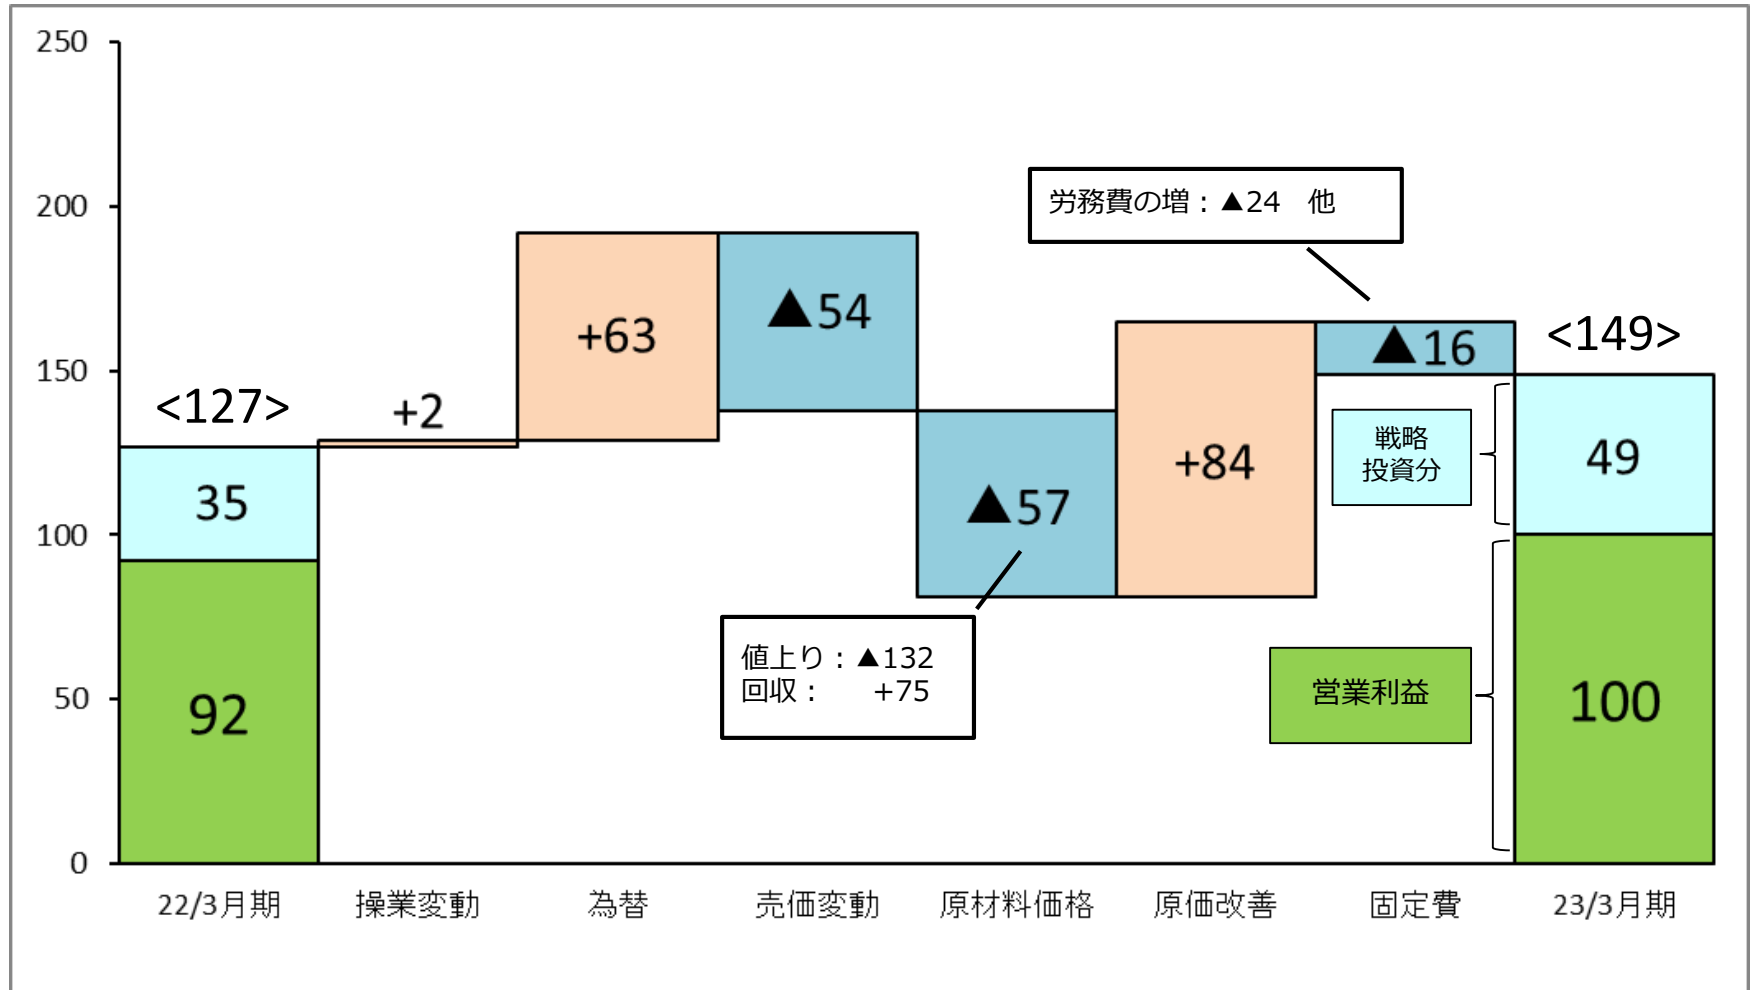 250
200
150
100
50
0
<127>
35
92
+2
+63
▲54
▲57
値上り：▲132
回収：　+75
+84
労務費の増：▲24　他
▲16
<149>
戦略
投資分
49
営業利益
100
22/3月期
操業変動
為替
売価変動
原材料価格
原価改善
固定費
23/3月期